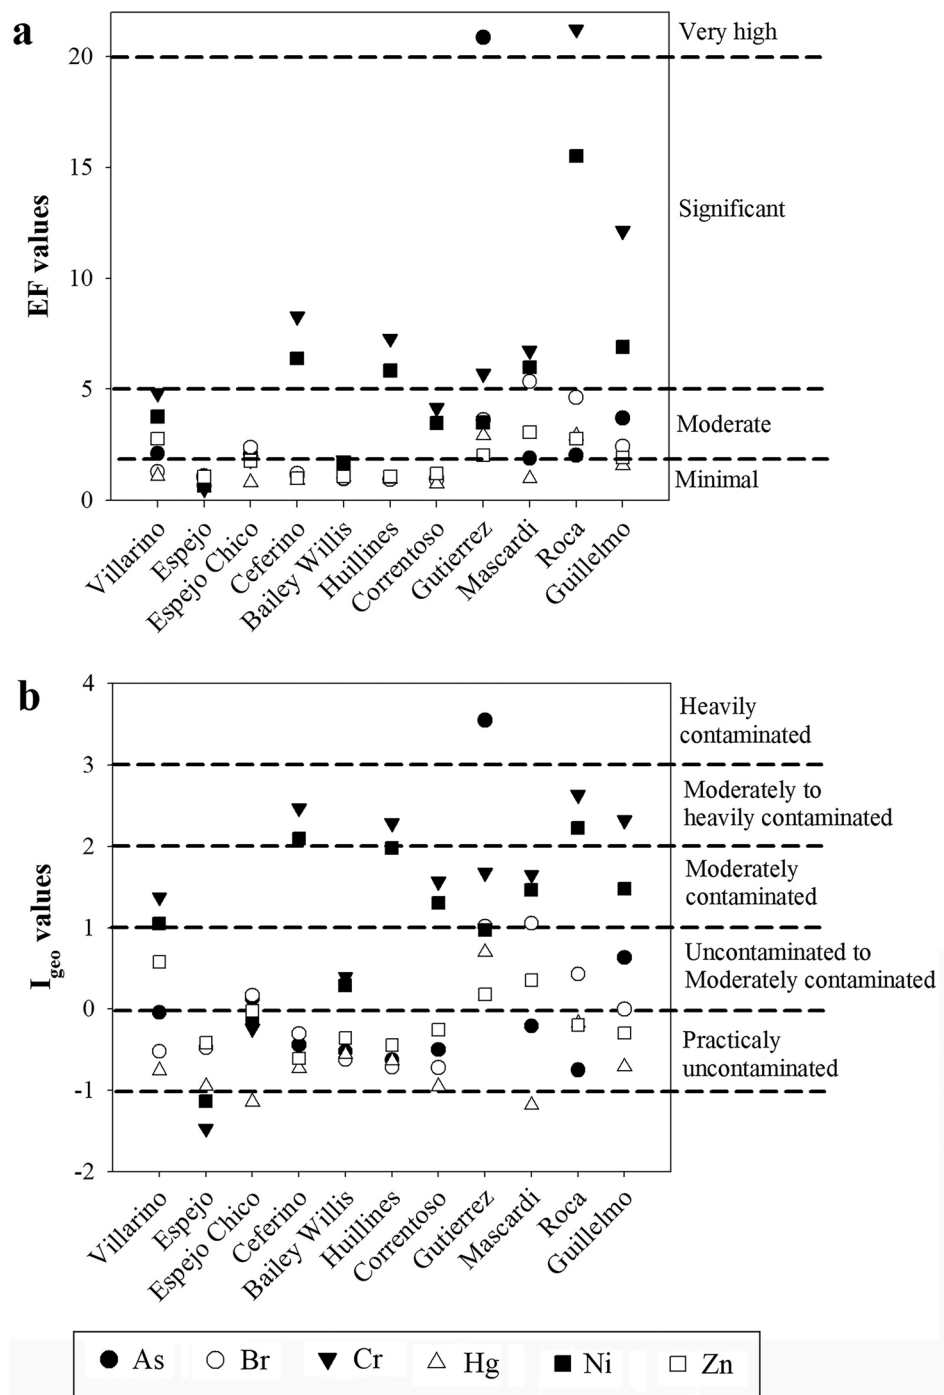 a
20
15
10
5
0
EF values
Very high
Significant
Moderate
Minimal
Villarino
Espejo
Espejo Chico
Ceferino
Bailey Willis
Huillines
Correntoso
Gutierrez
Mascardi
Roca
Guillelmo
b
4
3
2
1
0
-1
-2
I geo values
Heavily
contaminated
Moderately to
heavily contaminated
Moderately
contaminated
Uncontaminated to
Moderately contaminated
Practicaly
uncontaminated
Villarino
Espejo
Espejo Chico
Ceferino
Bailey Willis
Huillines
Correntoso
Gutierrez
Mascardi
Roca
Guillelmo
As Br Cr Hg Ni Zn